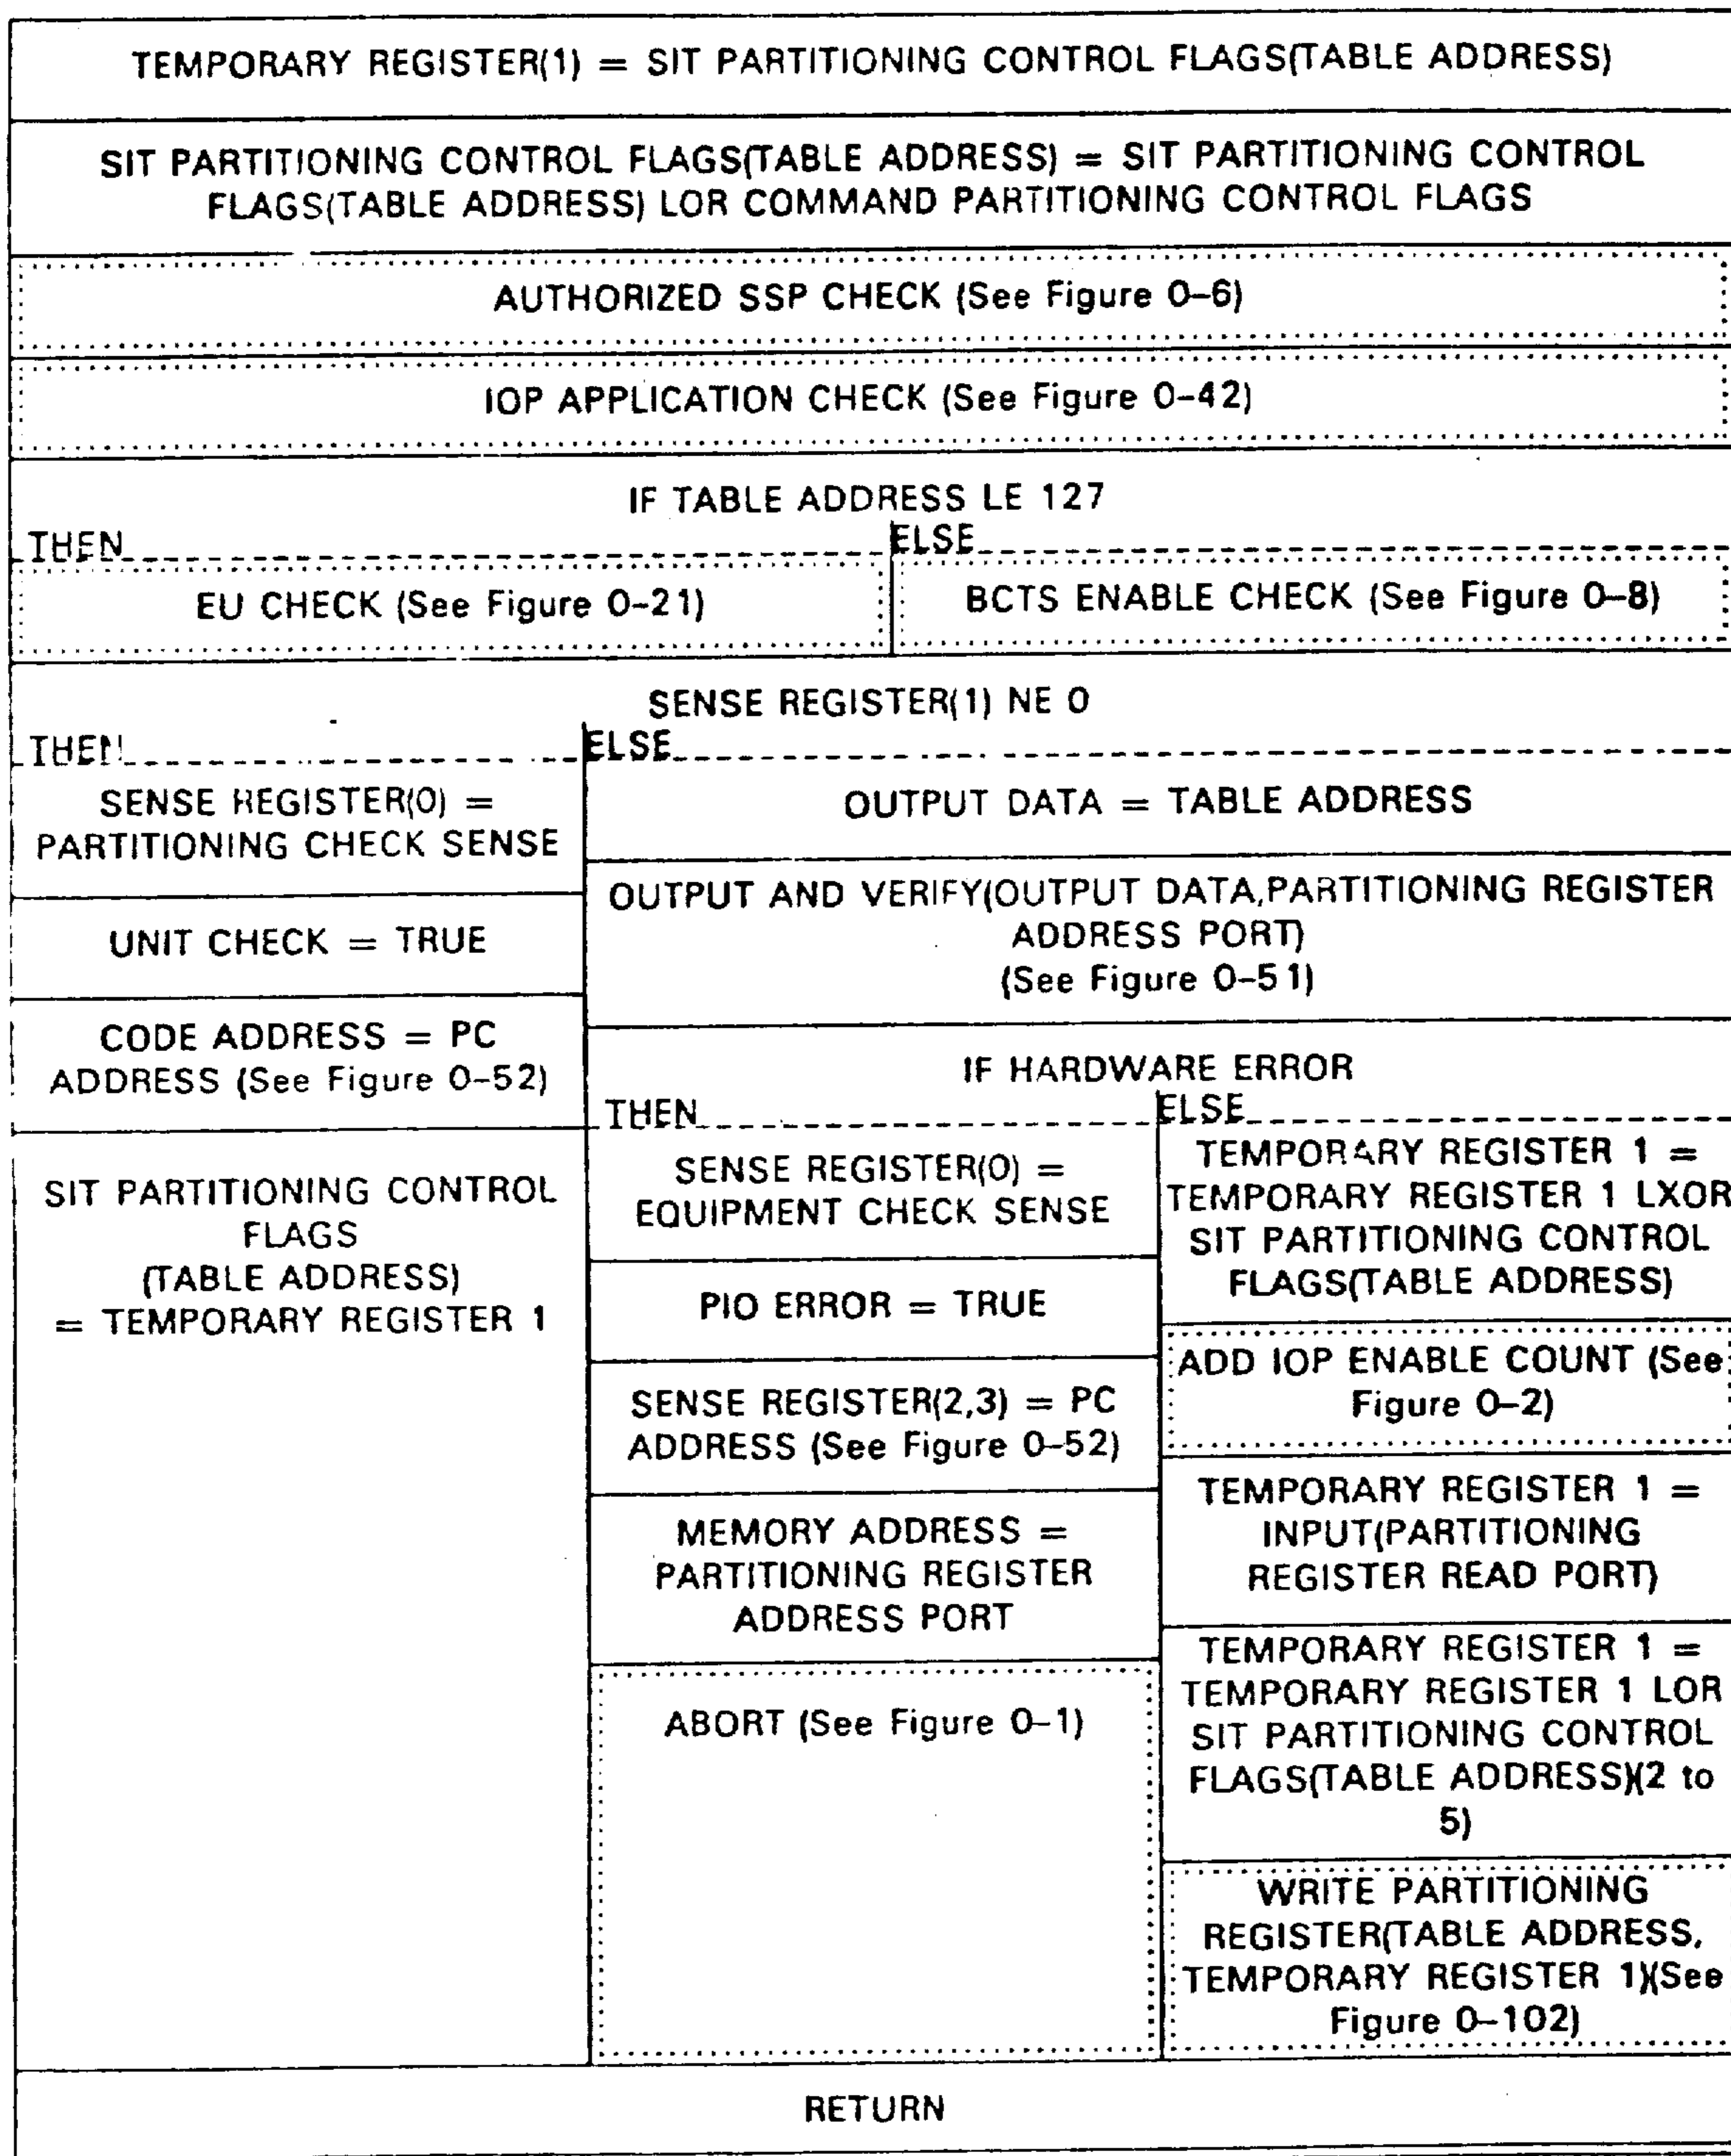 TEMPORARY REGISTER(1) = SIT PARTITIONING CONTROL FLAGS(TABLE ADDRESS)
SIT PARTITIONING CONTROL FLAGS(TABLE ADDRESS) = SIT PARTITIONING CONTROL
FLAGS(TABLE ADDRESS) LOR COMMAND PARTITIONING CONTROL FLAGS
AUTHORIZED SSP CHECK (See Figure O–6)
IOP APPLICATION CHECK (See Figure O–42)
IF TABLE ADDRESS LE 127
THEN
EU CHECK (See Figure O–21)
ELSE
BCTS ENABLE CHECK (See Figure O–8)
SENSE REGISTER(1) NE 0
THEN
SENSE REGISTER(0) =
PARTITIONING CHECK SENSE
UNIT CHECK = TRUE
CODE ADDRESS = PC
ADDRESS (See Figure O–52)
SIT PARTITIONING CONTROL
FLAGS
(TABLE ADDRESS)
= TEMPORARY REGISTER 1
ELSE
OUTPUT DATA = TABLE ADDRESS
OUTPUT AND VERIFY(OUTPUT DATA,PARTITIONING REGISTER
ADDRESS PORT)
(See Figure O–51)
IF HARDWARE ERROR
THEN
SENSE REGISTER(0) =
EQUIPMENT CHECK SENSE
PIO ERROR = TRUE
SENSE REGISTER(2,3) = PC
ADDRESS (See Figure O–52)
MEMORY ADDRESS =
PARTITIONING REGISTER
ADDRESS PORT
ABORT (See Figure O–1)
ELSE
TEMPORARY REGISTER 1 =
TEMPORARY REGISTER 1 LXOR
SIT PARTITIONING CONTROL
FLAGS(TABLE ADDRESS)
ADD IOP ENABLE COUNT (See
Figure O–2)
TEMPORARY REGISTER 1 =
INPUT(PARTITIONING
REGISTER READ PORT)
TEMPORARY REGISTER 1 =
TEMPORARY REGISTER 1 LOR
SIT PARTITIONING CONTROL
FLAGS(TABLE ADDRESS)(2 to
5)
WRITE PARTITIONING
REGISTER(TABLE ADDRESS,
TEMPORARY REGISTER 1)(See
Figure O–102)
RETURN